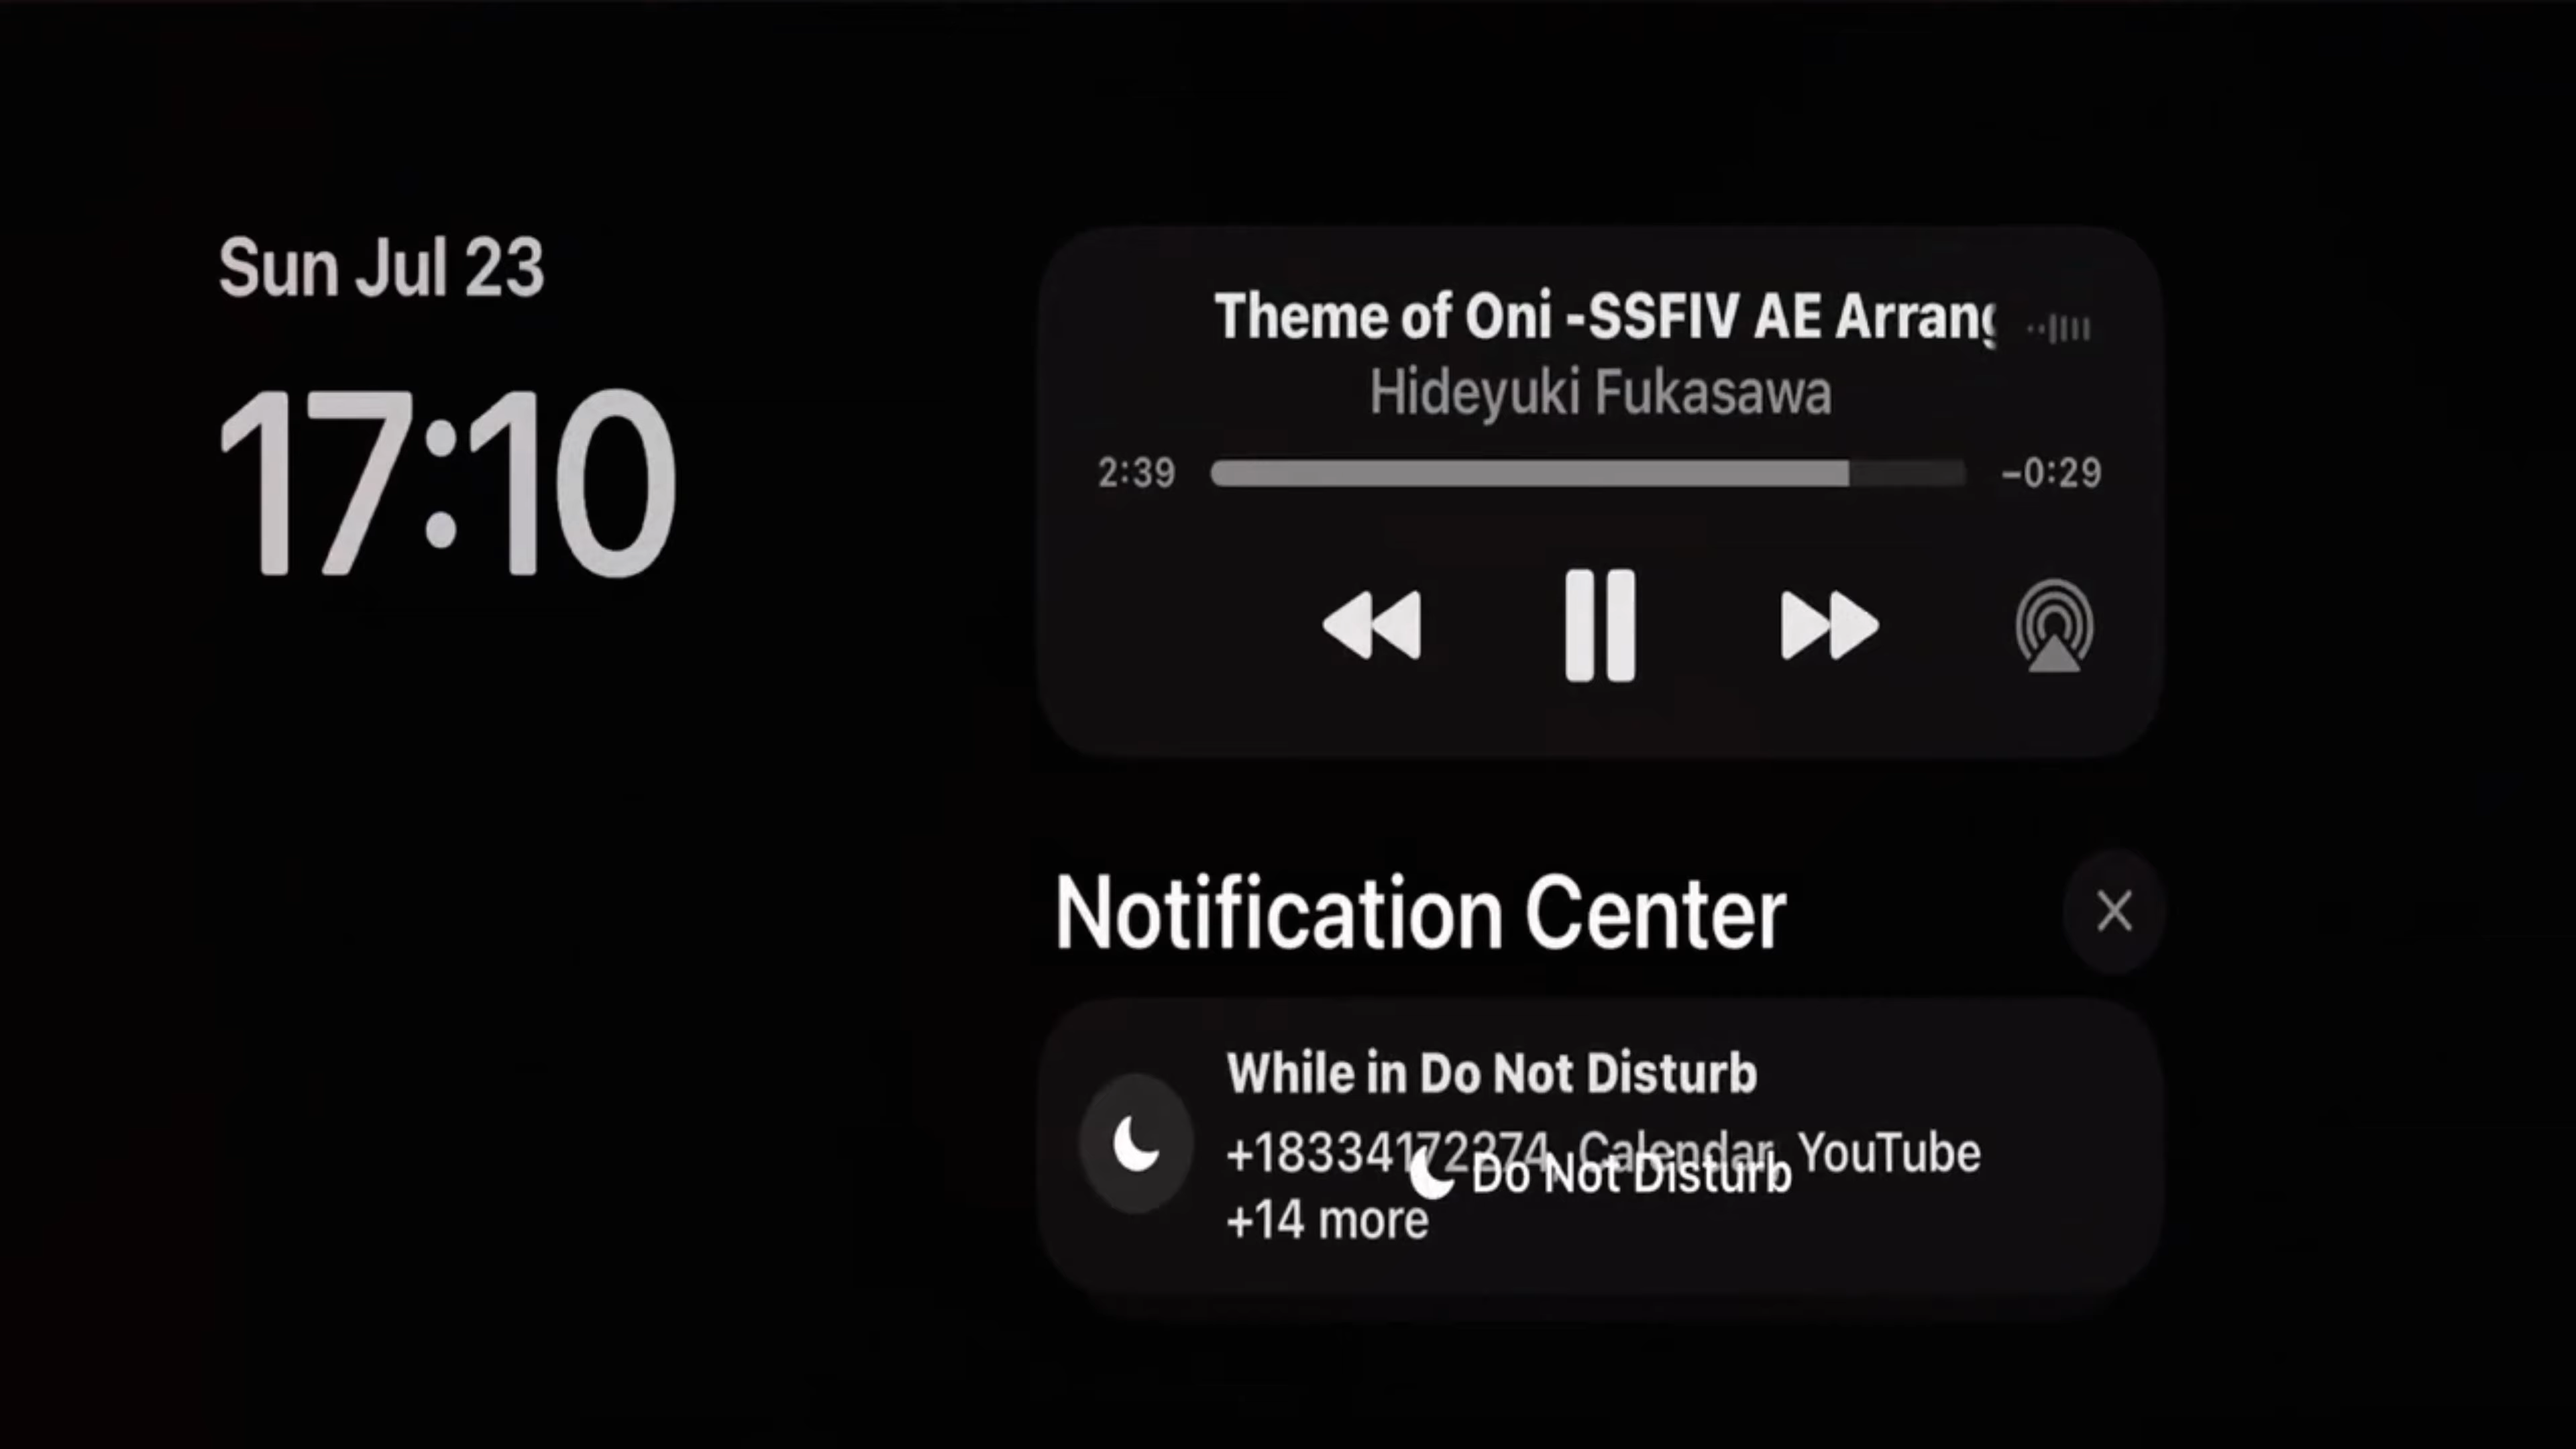 Sun Jul 23
17:10
Theme of Oni -SSFIV AE Arrang
Hideyuki Fukasawa
2:39
-0:29
Notification Center
While in Do Not Disturb
+18334172374, Calendar, YouTube
Do Not Disturb
+14 more